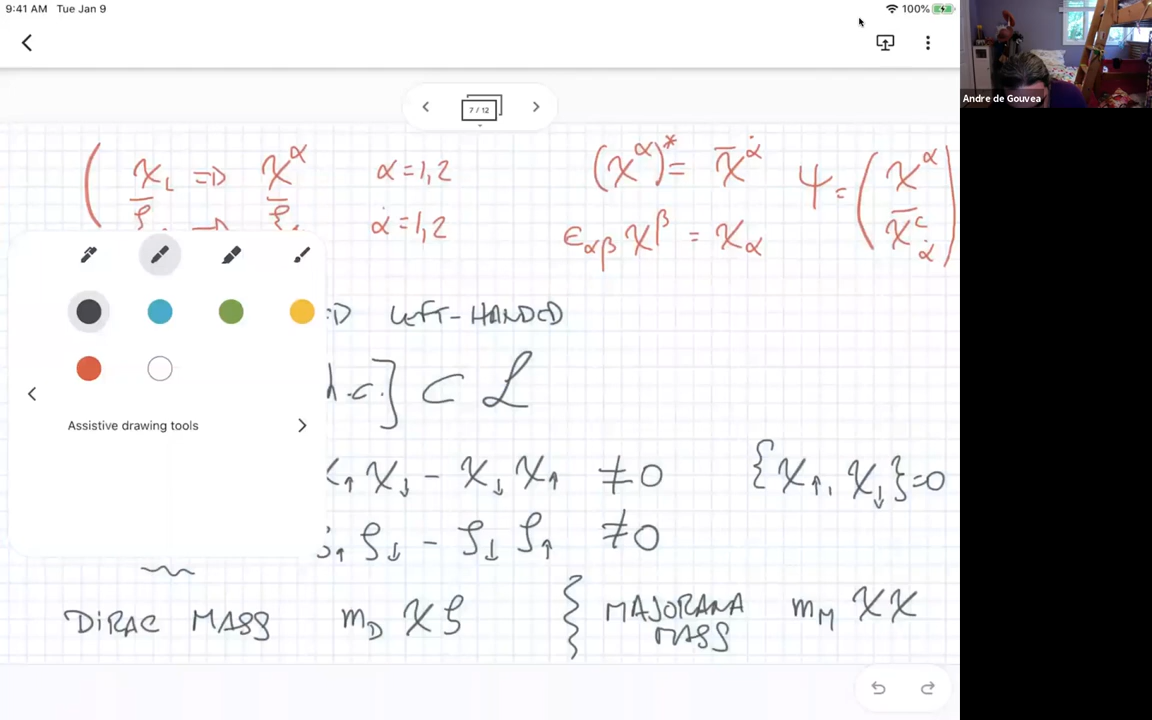 9:41 AM Tue Jan 9
100%
Andre de Gouvea
7 / 12
( χ_L ⇒ χ^α α = 1,2 (χ^α)^* = χ̄^α̇ Ψ = ( χ^α
α̇ = 1,2 ϵ_αβ χ^β = χ_α χ̄^c_α̇ )
LEFT-HANDED
.c.] ⊂ ℒ
↑ χ↓ − χ↓ χ↑ ≠ 0 {χ↑, χ↓} = 0
↑ ξ↓ − ξ↓ ξ↑ ≠ 0
Assistive drawing tools
DIRAC MASS m_D χ ξ { MAJORANA MASS m_M χχ